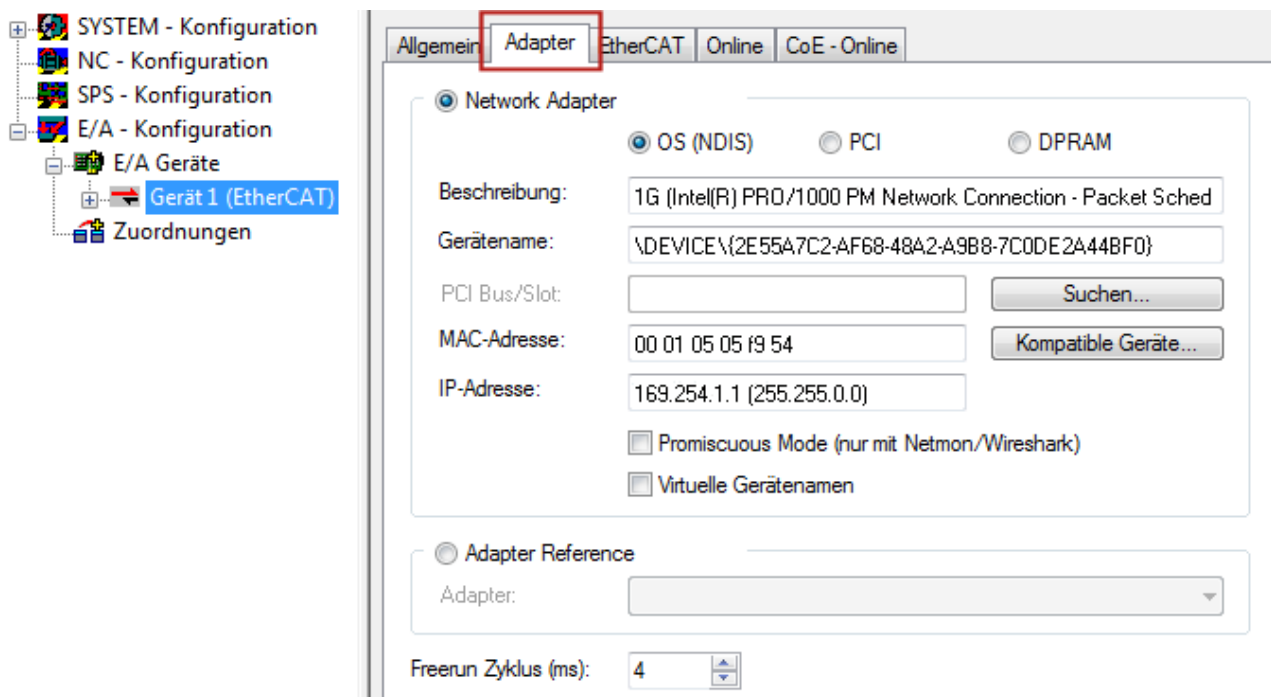 SYSTEM - Konfiguration
NC - Konfiguration
SPS - Konfiguration
E/A - Konfiguration
E/A Geräte
Gerät 1 (EtherCAT)
Zuordnungen
Allgemein Adapter EtherCAT Online CoE - Online
Network Adapter
OS (NDIS) PCI DPRAM
Beschreibung: 1G (Intel(R) PRO/1000 PM Network Connection - Packet Sched
Gerätename: \DEVICE\{2E55A7C2-AF68-48A2-A9B8-7C0DE2A44BF0}
PCI Bus/Slot: Suchen...
MAC-Adresse: 00 01 05 05 f9 54 Kompatible Geräte...
IP-Adresse: 169.254.1.1 (255.255.0.0)
Promiscuous Mode (nur mit Netmon/Wireshark)
Virtuelle Gerätenamen
Adapter Reference
Adapter:
Freerun Zyklus (ms): 4